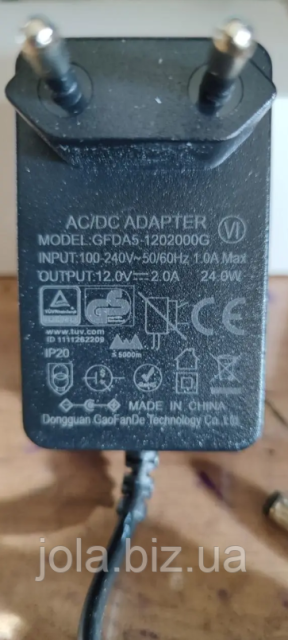 AC/DC ADAPTER
VI
MODEL:GFDA5-1202000G
INPUT:100-240V~50/60Hz 1.0A Max
OUTPUT:12.0V⎓2.0A 24.0W
www.tuv.com
ID 1111262209
≤ 5000m
IP20
MADE IN CHINA
Dongguan GaoFanDe Technology Co.,Ltd.
jola.biz.ua